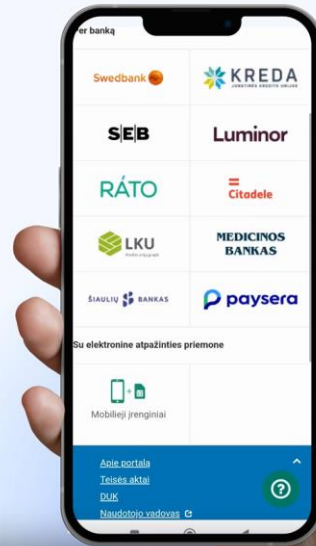 Per banką
Swedbank
KREDA
JUNGTINĖS KREDITO UNIJOS
SEB
Luminor
RÁTO
Citadele
LKU
MEDICINOS
BANKAS
ŠIAULIŲ BANKAS
paysera
Su elektronine atpažinties priemone
Mobilieji įrenginiai
Apie portalą
Teisės aktai
DUK
Naudotojo vadovas
?